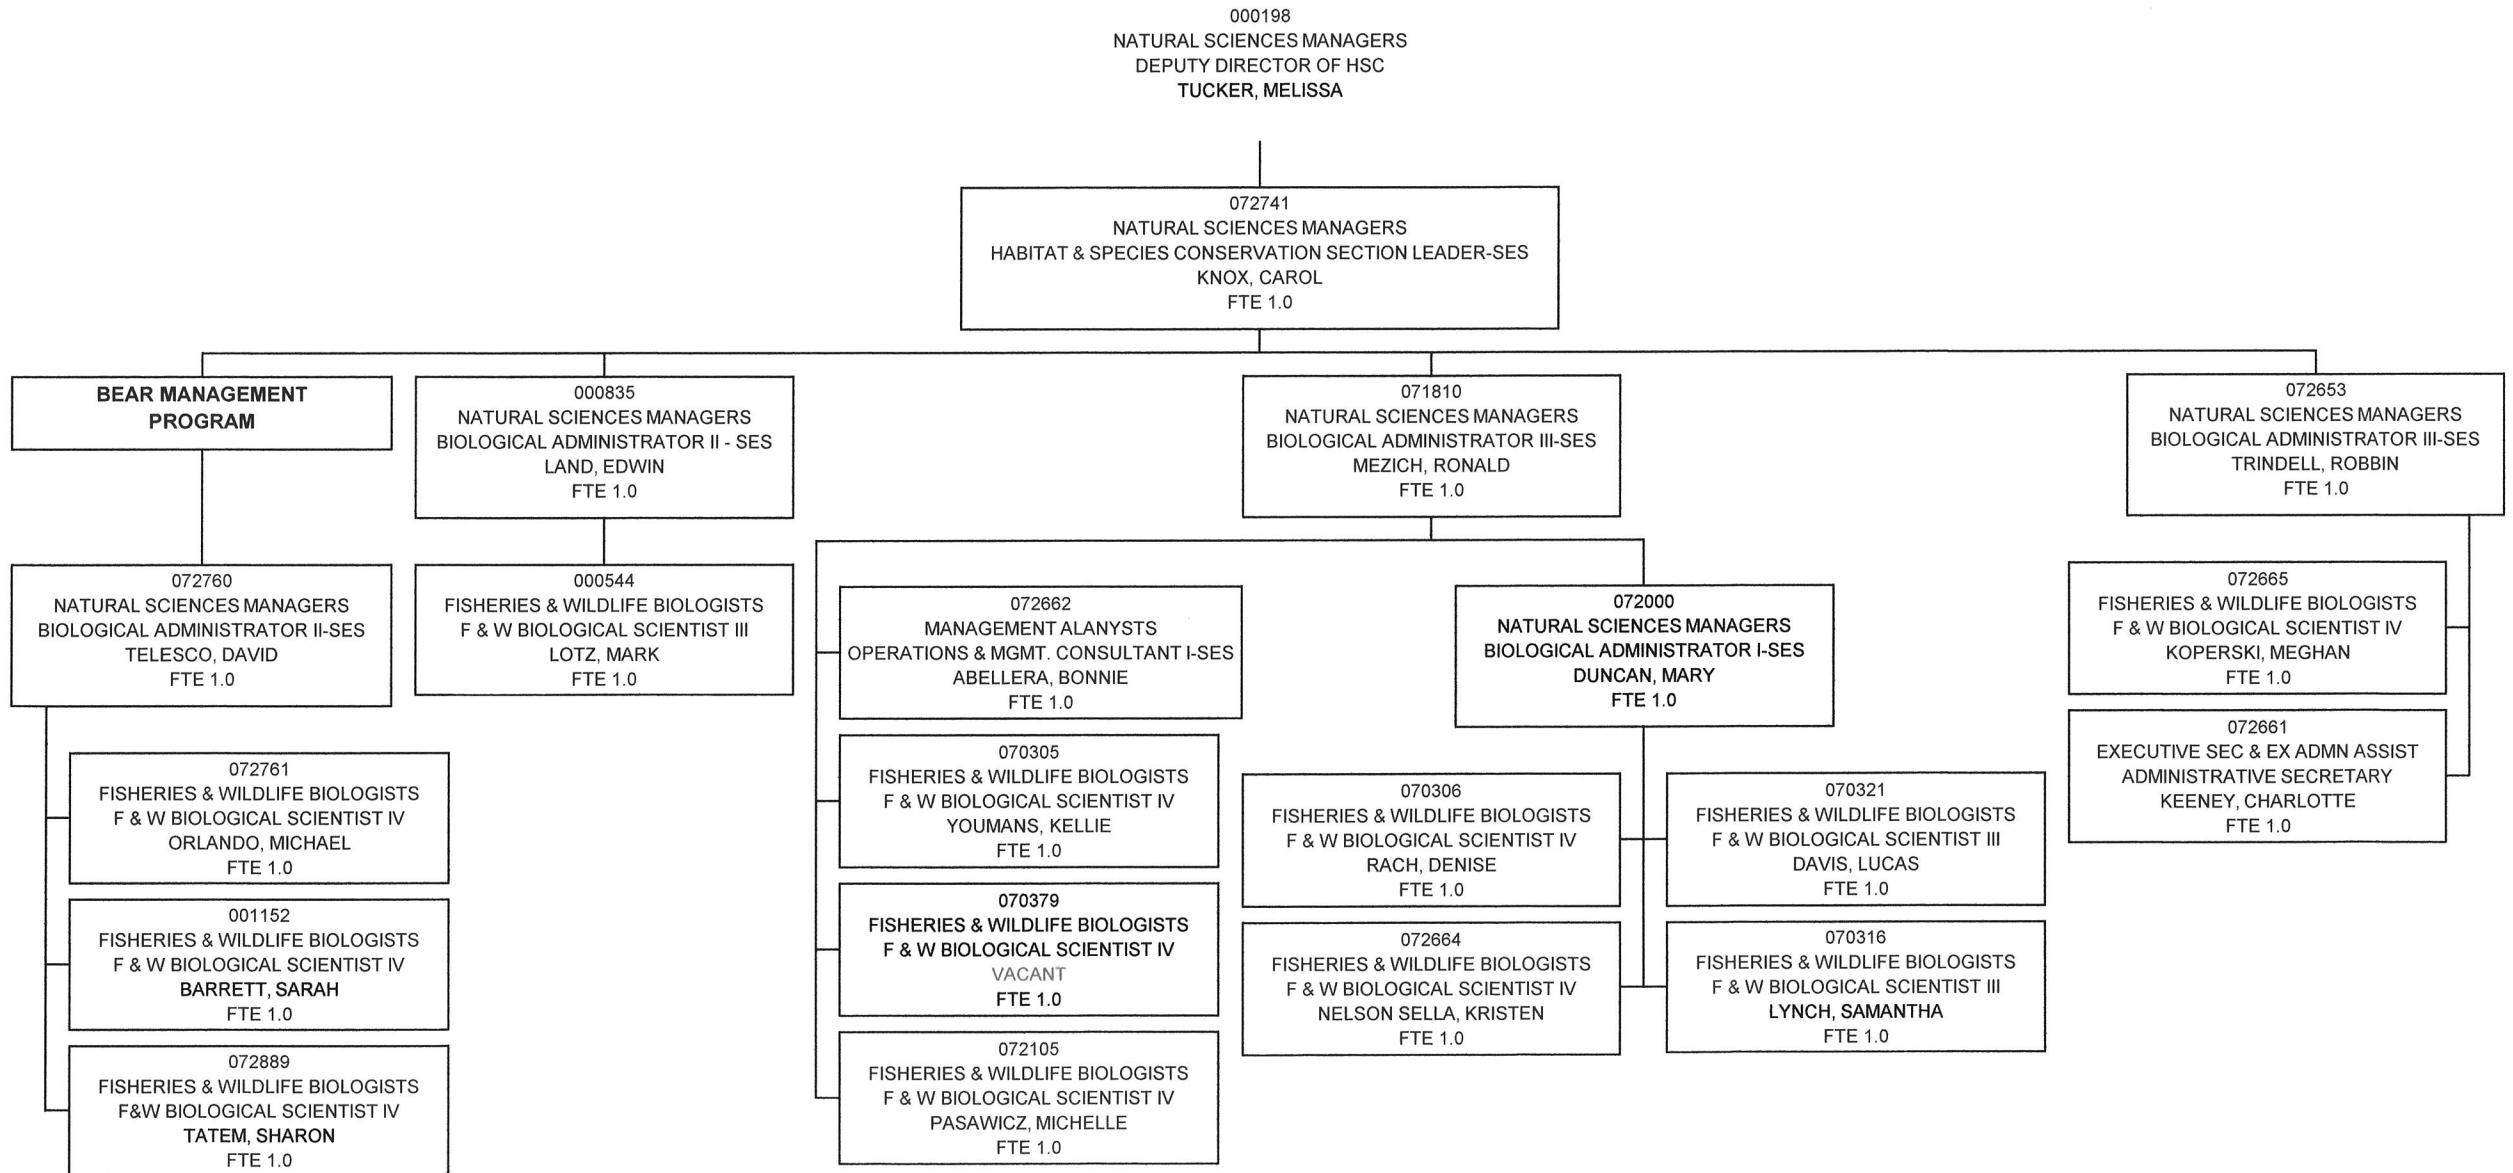 000198
NATURAL SCIENCES MANAGERS
DEPUTY DIRECTOR OF HSC
TUCKER, MELISSA
072741
NATURAL SCIENCES MANAGERS
HABITAT & SPECIES CONSERVATION SECTION LEADER-SES
KNOX, CAROL
FTE 1.0
BEAR MANAGEMENT
PROGRAM
072760
NATURAL SCIENCES MANAGERS
BIOLOGICAL ADMINISTRATOR II-SES
TELESCO, DAVID
FTE 1.0
072761
FISHERIES & WILDLIFE BIOLOGISTS
F & W BIOLOGICAL SCIENTIST IV
ORLANDO, MICHAEL
FTE 1.0
001152
FISHERIES & WILDLIFE BIOLOGISTS
F & W BIOLOGICAL SCIENTIST IV
BARRETT, SARAH
FTE 1.0
072889
FISHERIES & WILDLIFE BIOLOGISTS
F&W BIOLOGICAL SCIENTIST IV
TATEM, SHARON
FTE 1.0
000835
NATURAL SCIENCES MANAGERS
BIOLOGICAL ADMINISTRATOR II - SES
LAND, EDWIN
FTE 1.0
000544
FISHERIES & WILDLIFE BIOLOGISTS
F & W BIOLOGICAL SCIENTIST III
LOTZ, MARK
FTE 1.0
071810
NATURAL SCIENCES MANAGERS
BIOLOGICAL ADMINISTRATOR III-SES
MEZICH, RONALD
FTE 1.0
072662
MANAGEMENT ALANYSTS
OPERATIONS & MGMT. CONSULTANT I-SES
ABELLERA, BONNIE
FTE 1.0
070305
FISHERIES & WILDLIFE BIOLOGISTS
F & W BIOLOGICAL SCIENTIST IV
YOUMANS, KELLIE
FTE 1.0
070379
FISHERIES & WILDLIFE BIOLOGISTS
F & W BIOLOGICAL SCIENTIST IV
VACANT
FTE 1.0
072105
FISHERIES & WILDLIFE BIOLOGISTS
F & W BIOLOGICAL SCIENTIST IV
PASAWICZ, MICHELLE
FTE 1.0
072000
NATURAL SCIENCES MANAGERS
BIOLOGICAL ADMINISTRATOR I-SES
DUNCAN, MARY
FTE 1.0
070306
FISHERIES & WILDLIFE BIOLOGISTS
F & W BIOLOGICAL SCIENTIST IV
RACH, DENISE
FTE 1.0
070321
FISHERIES & WILDLIFE BIOLOGISTS
F & W BIOLOGICAL SCIENTIST III
DAVIS, LUCAS
FTE 1.0
072664
FISHERIES & WILDLIFE BIOLOGISTS
F & W BIOLOGICAL SCIENTIST IV
NELSON SELLA, KRISTEN
FTE 1.0
070316
FISHERIES & WILDLIFE BIOLOGISTS
F & W BIOLOGICAL SCIENTIST III
LYNCH, SAMANTHA
FTE 1.0
072653
NATURAL SCIENCES MANAGERS
BIOLOGICAL ADMINISTRATOR III-SES
TRINDELL, ROBBIN
FTE 1.0
072665
FISHERIES & WILDLIFE BIOLOGISTS
F & W BIOLOGICAL SCIENTIST IV
KOPERSKI, MEGHAN
FTE 1.0
072661
EXECUTIVE SEC & EX ADMN ASSIST
ADMINISTRATIVE SECRETARY
KEENEY, CHARLOTTE
FTE 1.0